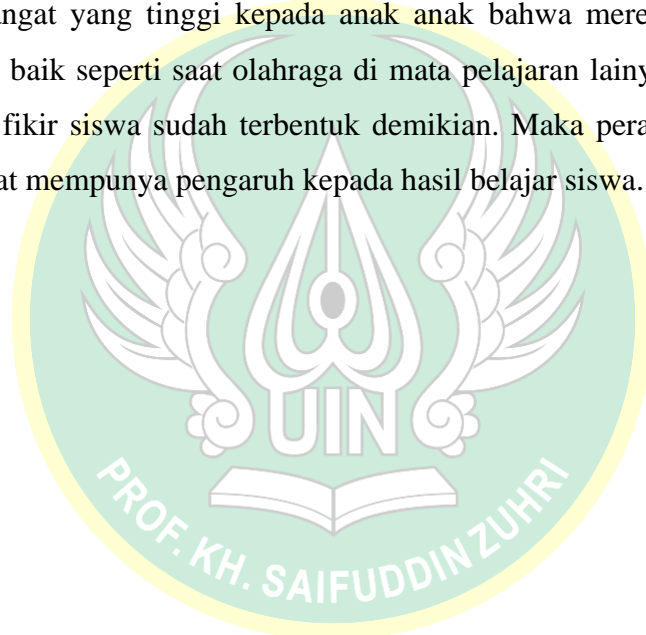 angat yang tinggi kepada anak anak bahwa mere
baik seperti saat olahraga di mata pelajaran lainy
fikir siswa sudah terbentuk demikian. Maka pera
at mempunya pengaruh kepada hasil belajar siswa.
UIN
PROF. KH. SAIFUDDIN ZUHRI